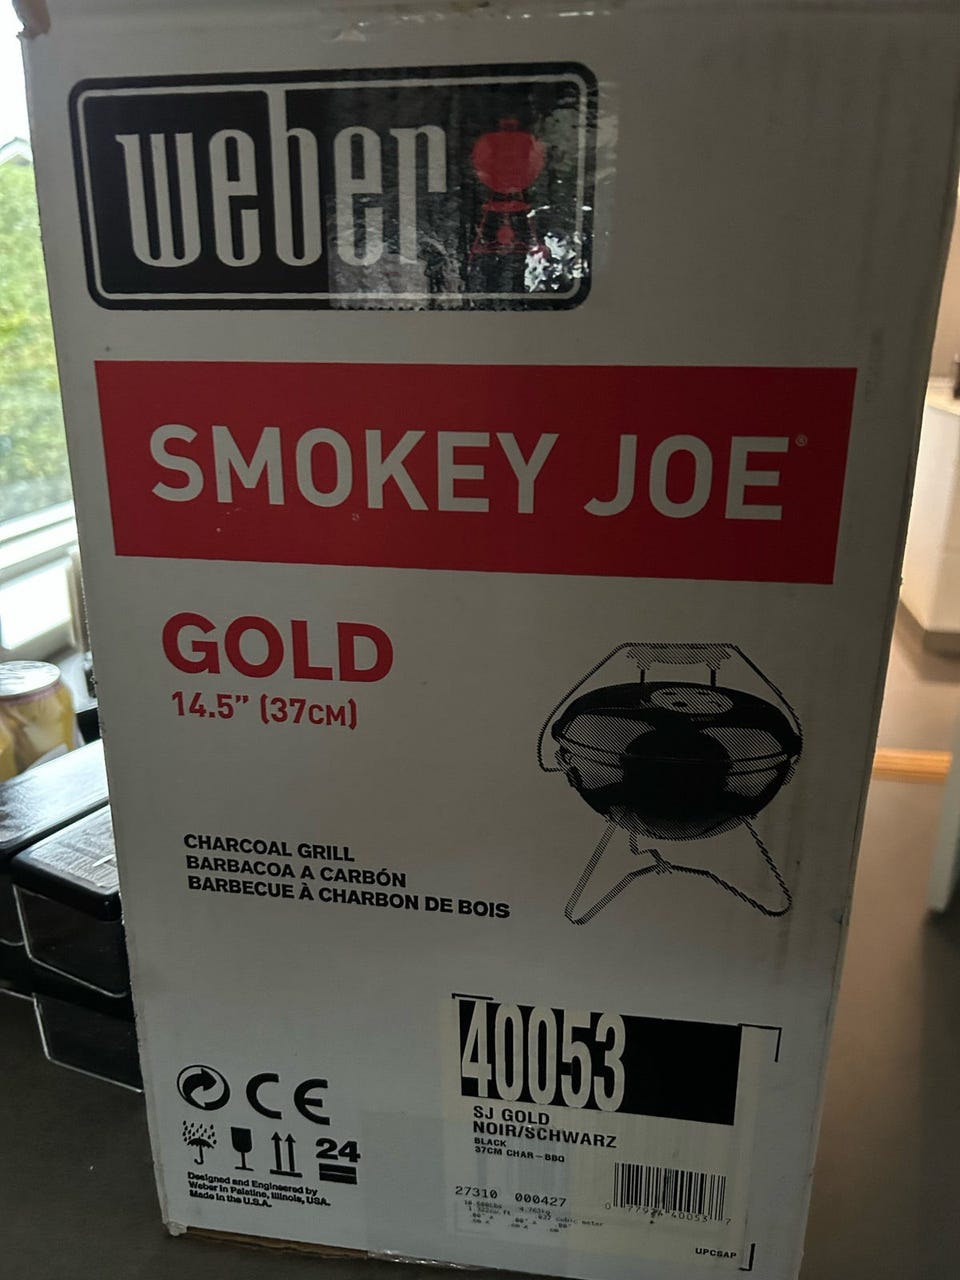 weber
SMOKEY JOE®
GOLD
14.5” (37CM)
CHARCOAL GRILL
BARBACOA A CARBÓN
BARBECUE À CHARBON DE BOIS
40053
SJ GOLD
NOIR/SCHWARZ
BLACK
37CM CHAR-BBQ
27310 000427
CE
24
Designed and Engineered by
Weber in Palatine, Illinois, USA.
Made in the U.S.A.
UPCSAP